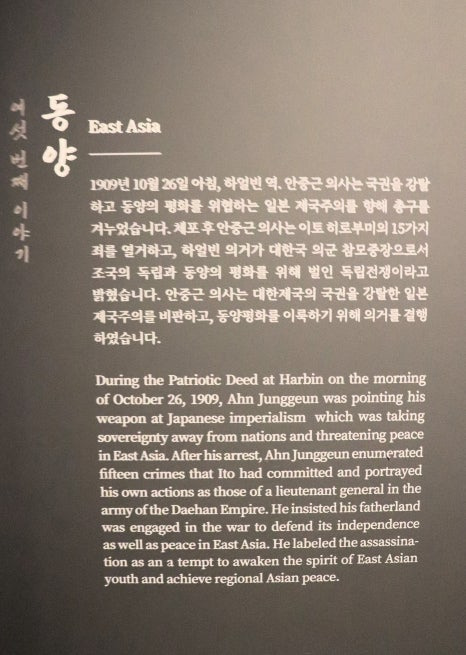 여섯 번째 이야기
동양
East Asia
1909년 10월 26일 아침, 하얼빈 역. 안중근 의사는 국권을 강탈
하고 동양의 평화를 위협하는 일본 제국주의를 향해 총구를
겨누었습니다. 체포 후 안중근 의사는 이토 히로부미의 15가지
죄를 열거하고, 하얼빈 의거가 대한국 의군 참모중장으로서
조국의 독립과 동양의 평화를 위해 벌인 독립전쟁이라고
밝혔습니다. 안중근 의사는 대한제국의 국권을 강탈한 일본
제국주의를 비판하고, 동양평화를 이룩하기 위해 의거를 결행
하였습니다.
During the Patriotic Deed at Harbin on the morning
of October 26, 1909, Ahn Junggeun was pointing his
weapon at Japanese imperialism which was taking
sovereignty away from nations and threatening peace
in East Asia. After his arrest, Ahn Junggeun enumerated
fifteen crimes that Ito had committed and portrayed
his own actions as those of a lieutenant general in the
army of the Daehan Empire. He insisted his fatherland
was engaged in the war to defend its independence
as well as peace in East Asia. He labeled the assassina-
tion as an a tempt to awaken the spirit of East Asian
youth and achieve regional Asian peace.